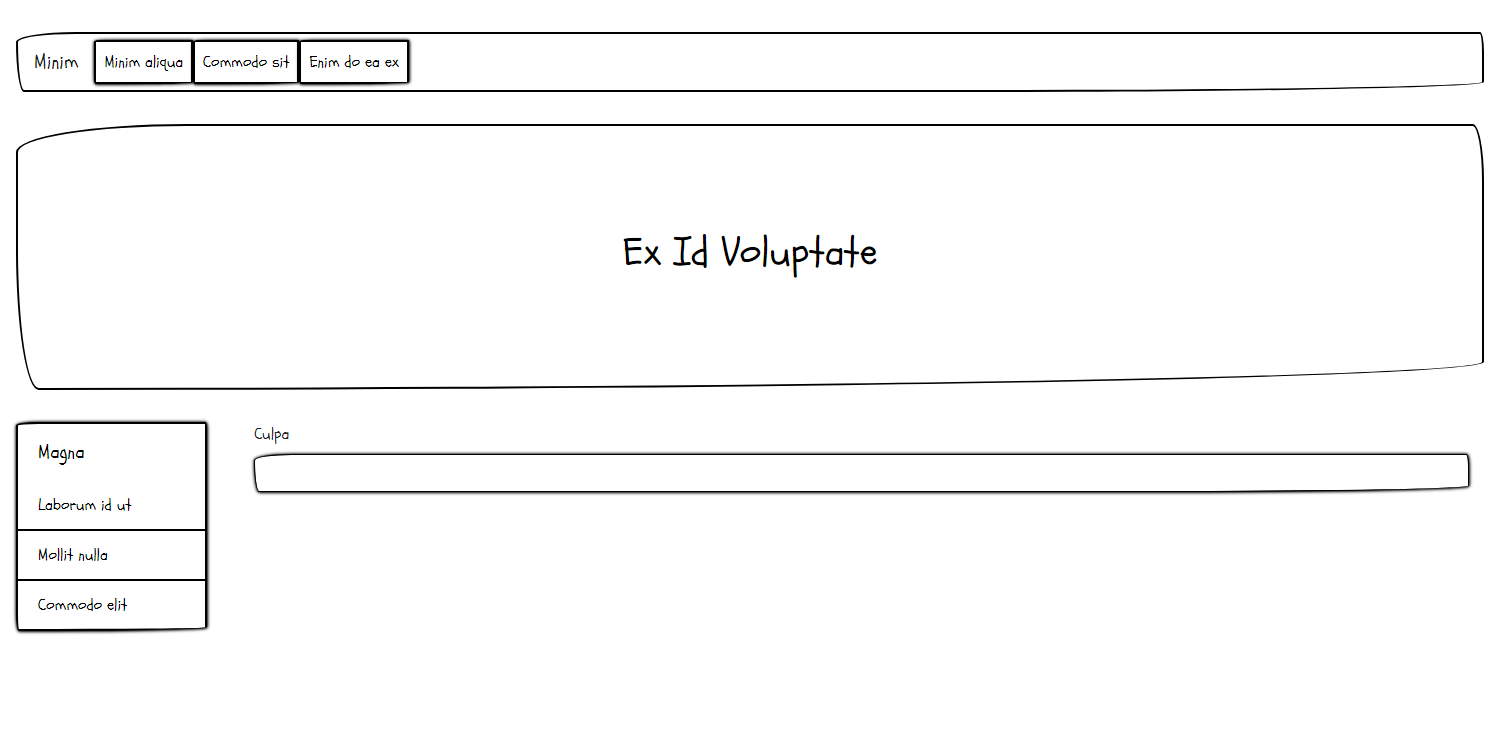 Minim Minim aliqua Commodo sit Enim do ea ex
Ex Id Voluptate
Magna
Laborum id ut
Mollit nulla
Commodo elit
Culpa